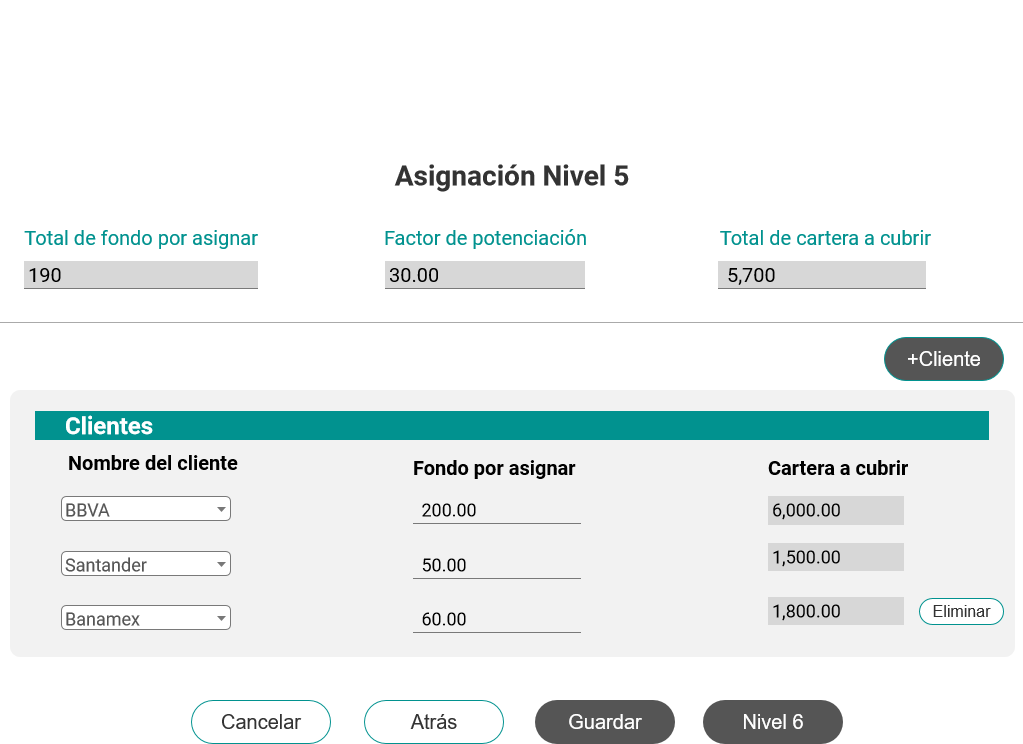 Asignación Nivel 5
Total de fondo por asignar Factor de potenciación Total de cartera a cubrir
190 30.00 5,700
+Cliente
Clientes
Nombre del cliente Fondo por asignar Cartera a cubrir
BBVA 200.00 6,000.00
Santander 50.00 1,500.00
Banamex 60.00 1,800.00 Eliminar
Cancelar Atrás Guardar Nivel 6